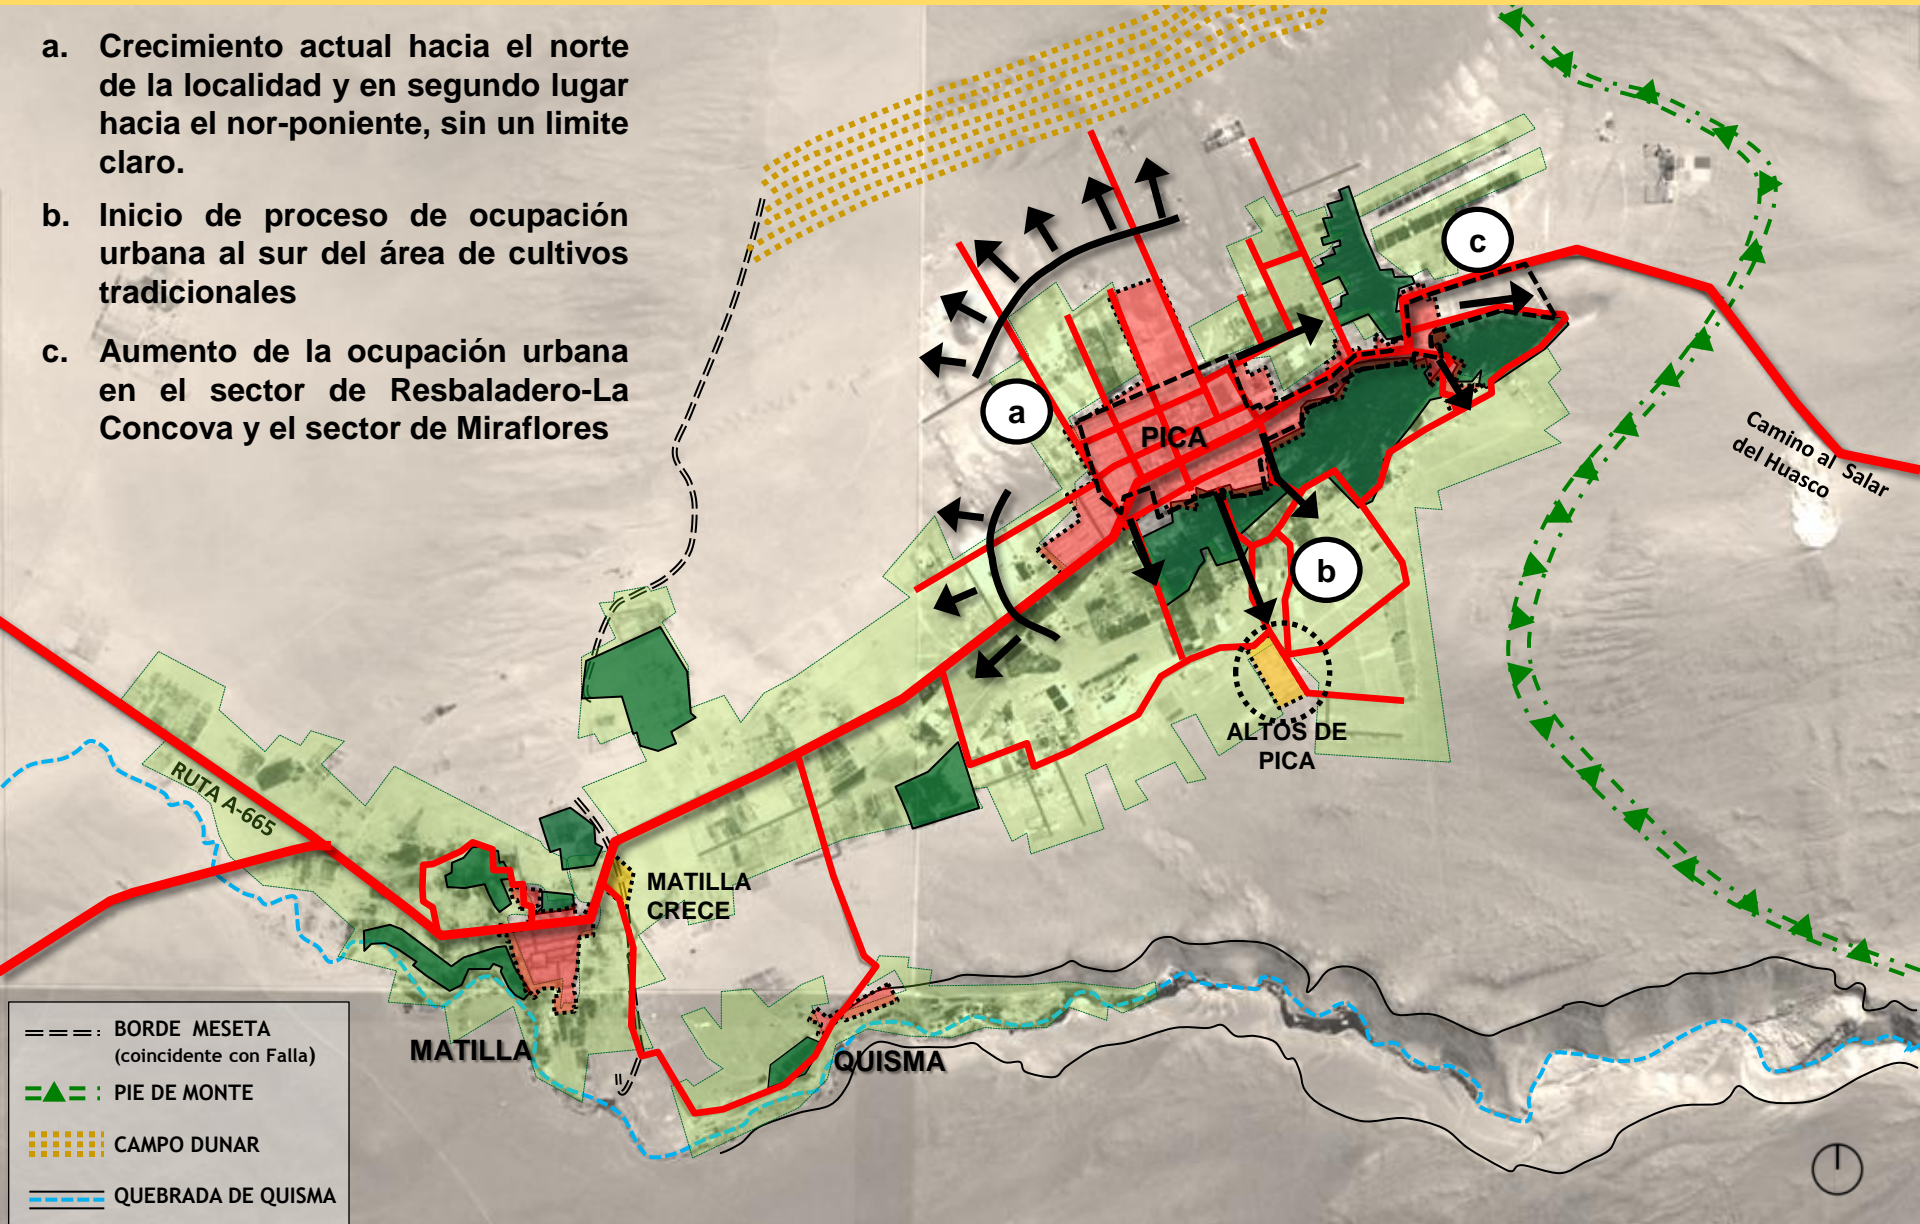 a. Crecimiento actual hacia el norte
de la localidad y en segundo lugar
hacia el nor-poniente, sin un limite
claro.
b. Inicio de proceso de ocupación
urbana al sur del área de cultivos
tradicionales
c. Aumento de la ocupación urbana
en el sector de Resbaladero-La
Concova y el sector de Miraflores
c
a
PICA
Camino al Salar
del Huasco
b
ALTOS DE
PICA
RUTA A-665
MATILLA
CRECE
MATILLA
QUISMA
BORDE MESETA
(coincidente con Falla)
PIE DE MONTE
CAMPO DUNAR
QUEBRADA DE QUISMA